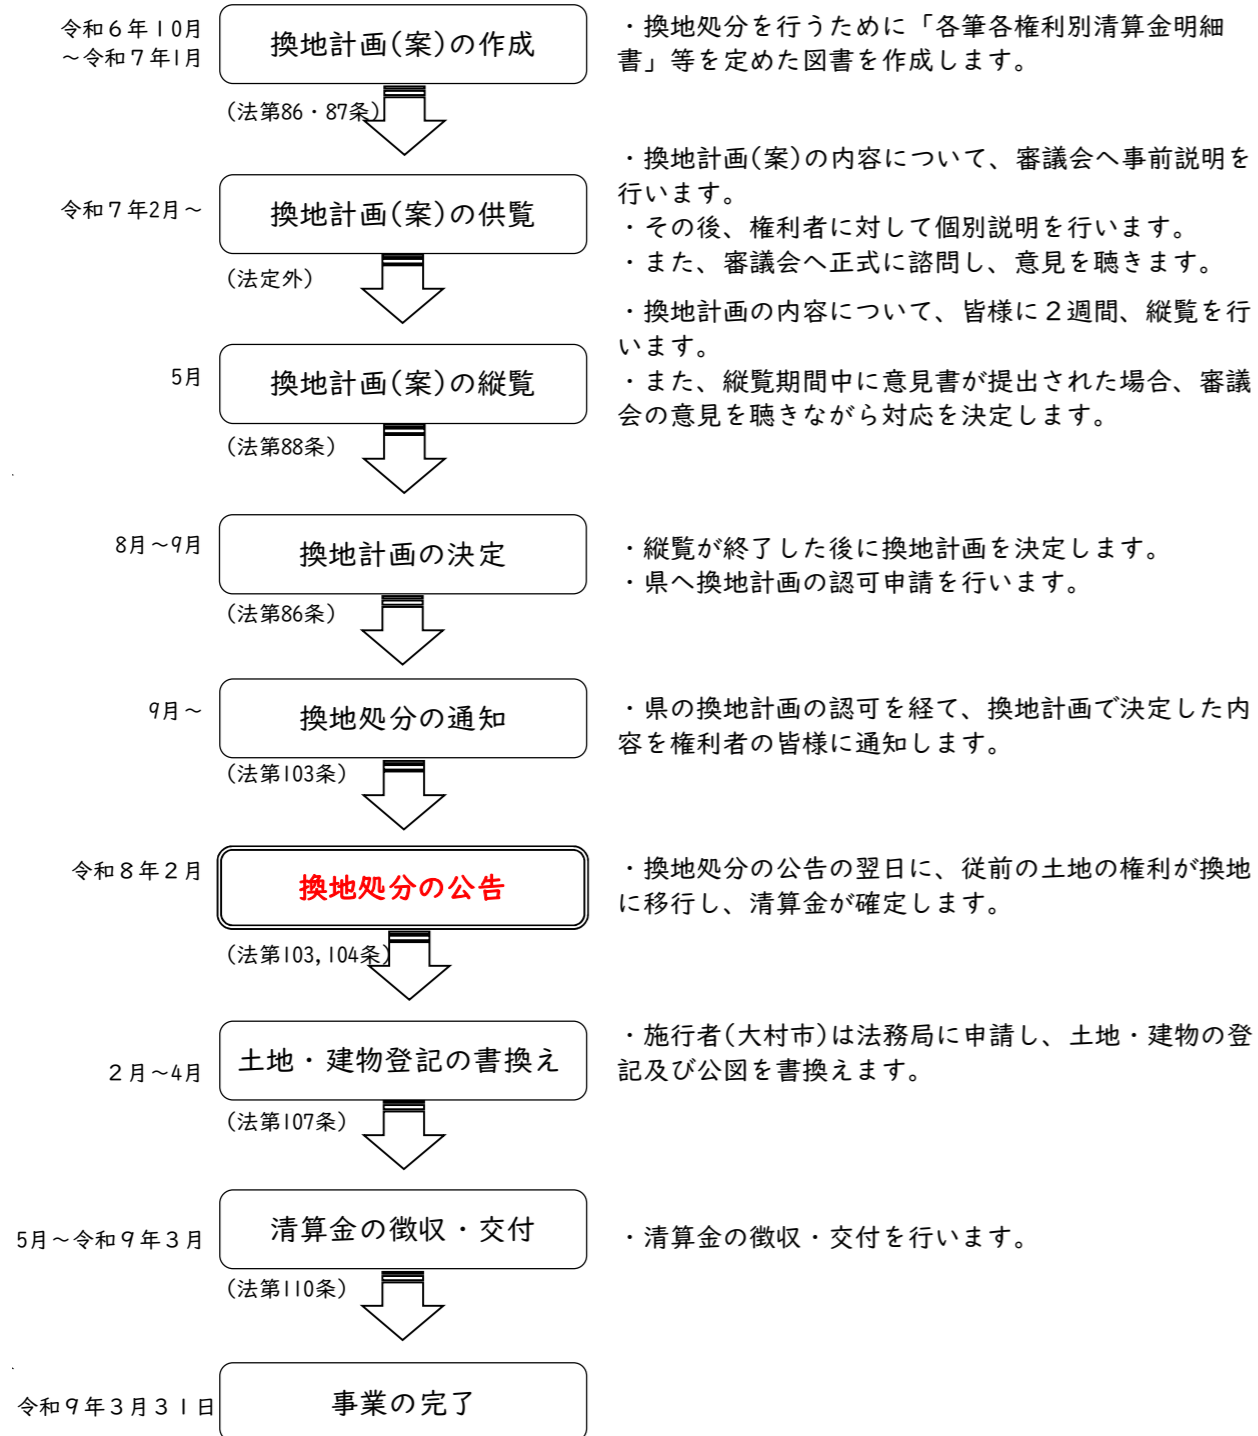 令和６年１０月
～令和７年1月
換地計画(案)の作成
・換地処分を行うために「各筆各権利別清算金明細
書」等を定めた図書を作成します。
(法第86・87条)
令和７年2月～
換地計画(案)の供覧
・換地計画(案)の内容について、審議会へ事前説明を
行います。
・その後、権利者に対して個別説明を行います。
・また、審議会へ正式に諮問し、意見を聴きます。
(法定外)
5月
換地計画(案)の縦覧
・換地計画の内容について、皆様に２週間、縦覧を行
います。
・また、縦覧期間中に意見書が提出された場合、審議
会の意見を聴きながら対応を決定します。
(法第88条)
8月～9月
換地計画の決定
・縦覧が終了した後に換地計画を決定します。
・県へ換地計画の認可申請を行います。
(法第86条)
9月～
換地処分の通知
・県の換地計画の認可を経て、換地計画で決定した内
容を権利者の皆様に通知します。
(法第103条)
令和８年２月
換地処分の公告
・換地処分の公告の翌日に、従前の土地の権利が換地
に移行し、清算金が確定します。
(法第103,104条)
２月～4月
土地・建物登記の書換え
・施行者(大村市)は法務局に申請し、土地・建物の登
記及び公図を書換えます。
(法第107条)
5月～令和９年３月
清算金の徴収・交付
・清算金の徴収・交付を行います。
(法第110条)
令和９年３月３１日
事業の完了